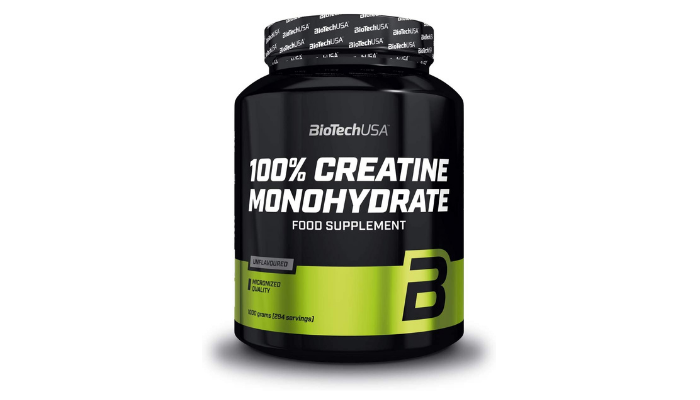 BioTechUSA
100% CREATINE
MONOHYDRATE
FOOD SUPPLEMENT
UNFLAVOURED
MICRONIZED
QUALITY
1000 grams (294 servings)
B